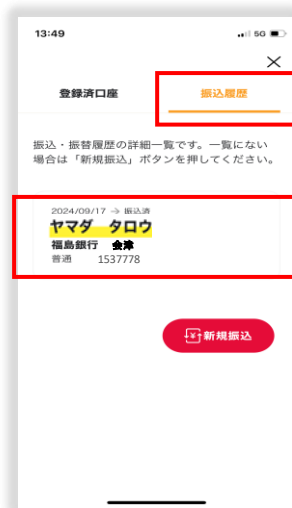 13:49
5G
×
登録済口座 振込履歴
振込・振替履歴の詳細一覧です。一覧にない
場合は「新規振込」ボタンを押してください。
2024/09/17 → 振込済
ヤマダ タロウ
福島銀行 会津
普通 1537778
新規振込